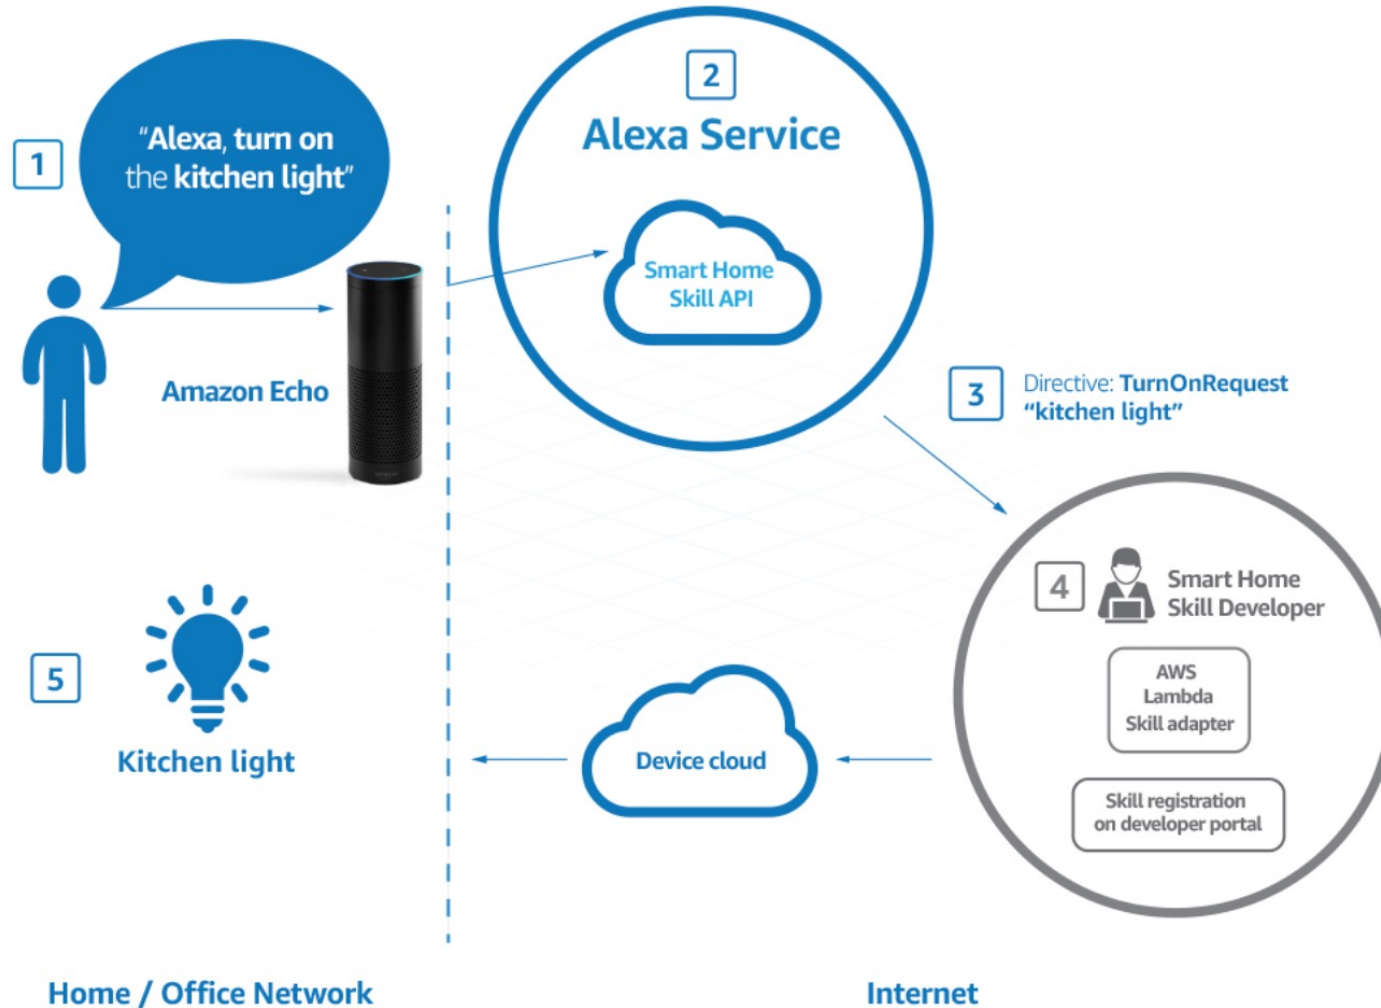 1
“Alexa, turn on
the kitchen light”
2
Alexa Service
Smart Home
Skill API
Amazon Echo
3
Directive: TurnOnRequest
“kitchen light”
4
Smart Home
Skill Developer
AWS
Lambda
Skill adapter
Skill registration
on developer portal
5
Kitchen light
Device cloud
Home / Office Network
Internet